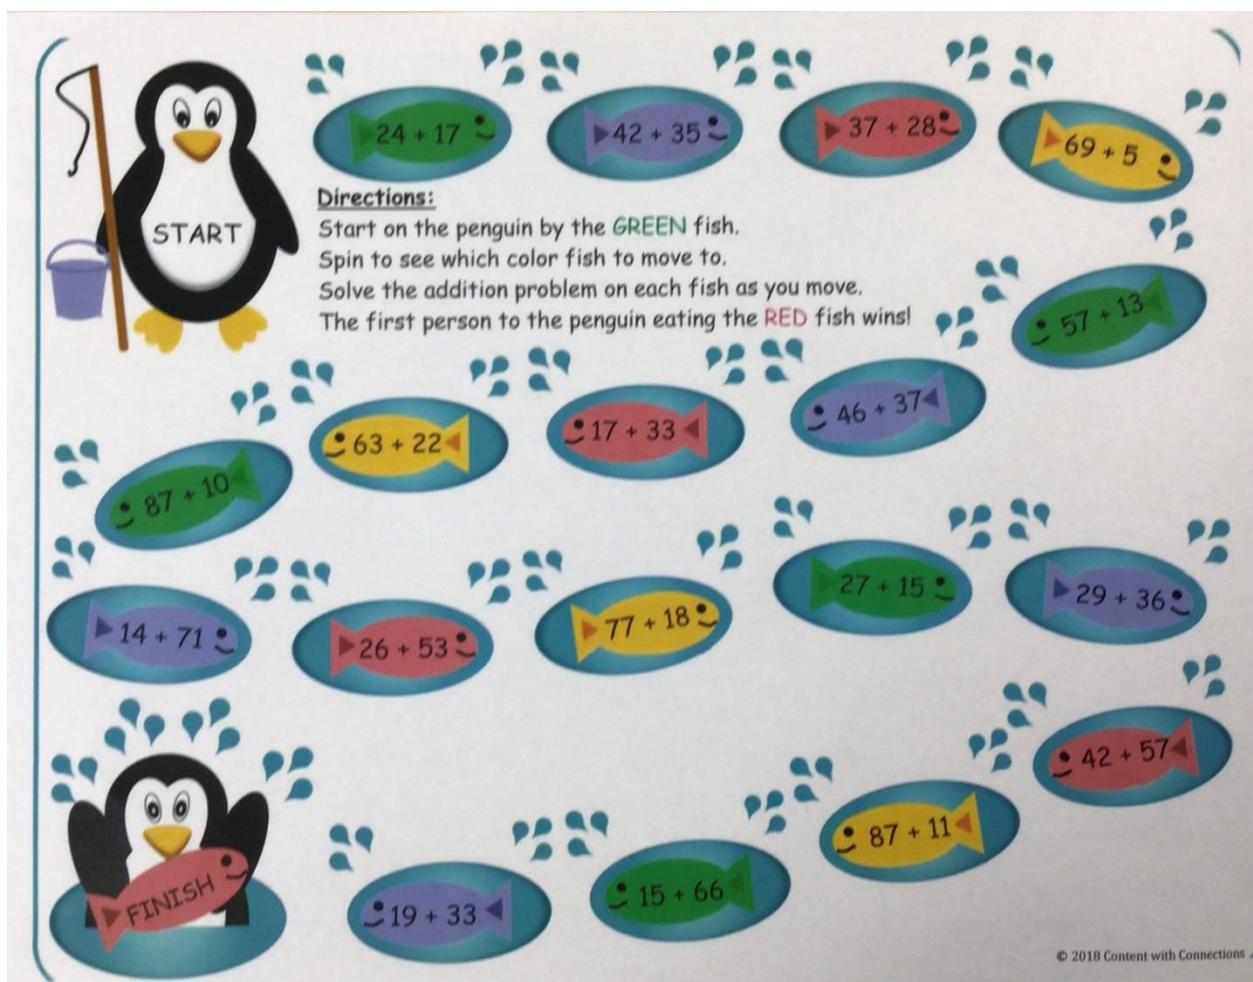 24 + 17
42 + 35
37 + 28
69 + 5
START
Directions:
Start on the penguin by the GREEN fish.
Spin to see which color fish to move to.
Solve the addition problem on each fish as you move.
The first person to the penguin eating the RED fish wins!
57 + 13
46 + 37
17 + 33
63 + 22
87 + 10
14 + 71
26 + 53
77 + 18
27 + 15
29 + 36
42 + 57
87 + 11
15 + 66
19 + 33
FINISH
© 2018 Content with Connections